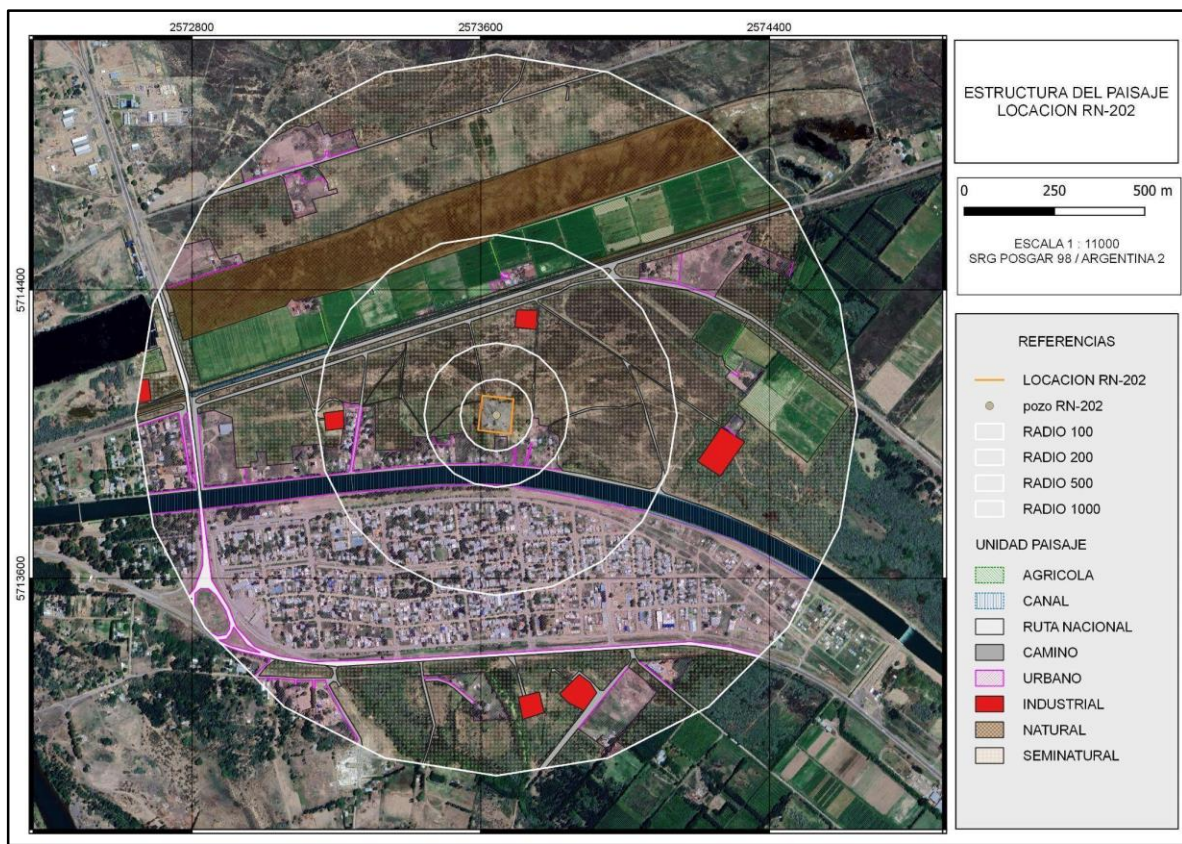 2572800
2573600
2574400
5714400
5713600
ESTRUCTURA DEL PAISAJE
LOCACION RN-202
0
250
500 m
ESCALA 1 : 11000
SRG POSGAR 98 / ARGENTINA 2
REFERENCIAS
LOCACION RN-202
pozo RN-202
RADIO 100
RADIO 200
RADIO 500
RADIO 1000
UNIDAD PAISAJE
AGRICOLA
CANAL
RUTA NACIONAL
CAMINO
URBANO
INDUSTRIAL
NATURAL
SEMINATURAL